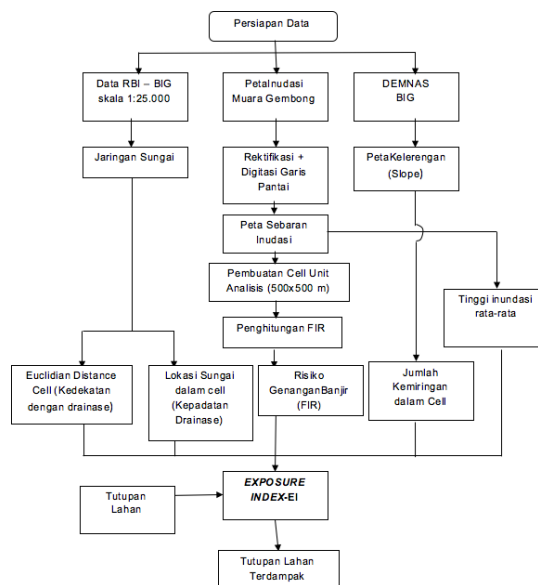 Persiapan Data
Data RBI – BIG
skala 1:25.000
PetaInudasi
Muara Gembong
DEMNAS
BIG
Jaringan Sungai
Rektifikasi +
Digitasi Garis
Pantai
PetaKelerengan
(Slope)
Peta Sebaran
Inudasi
Pembuatan Cell Unit
Analisis (500x500 m)
Tinggi inundasi
rata-rata
Penghitungan FIR
Euclidian Distance
Cell (Kedekatan
dengan drainase)
Lokasi Sungai
dalam cell
(Kepadatan
Drainase)
Risiko
GenanganBanjir
(FIR)
Jumlah
Kemiringan
dalam Cell
Tutupan
Lahan
EXPOSURE
INDEX-EI
Tutupan Lahan
Terdampak